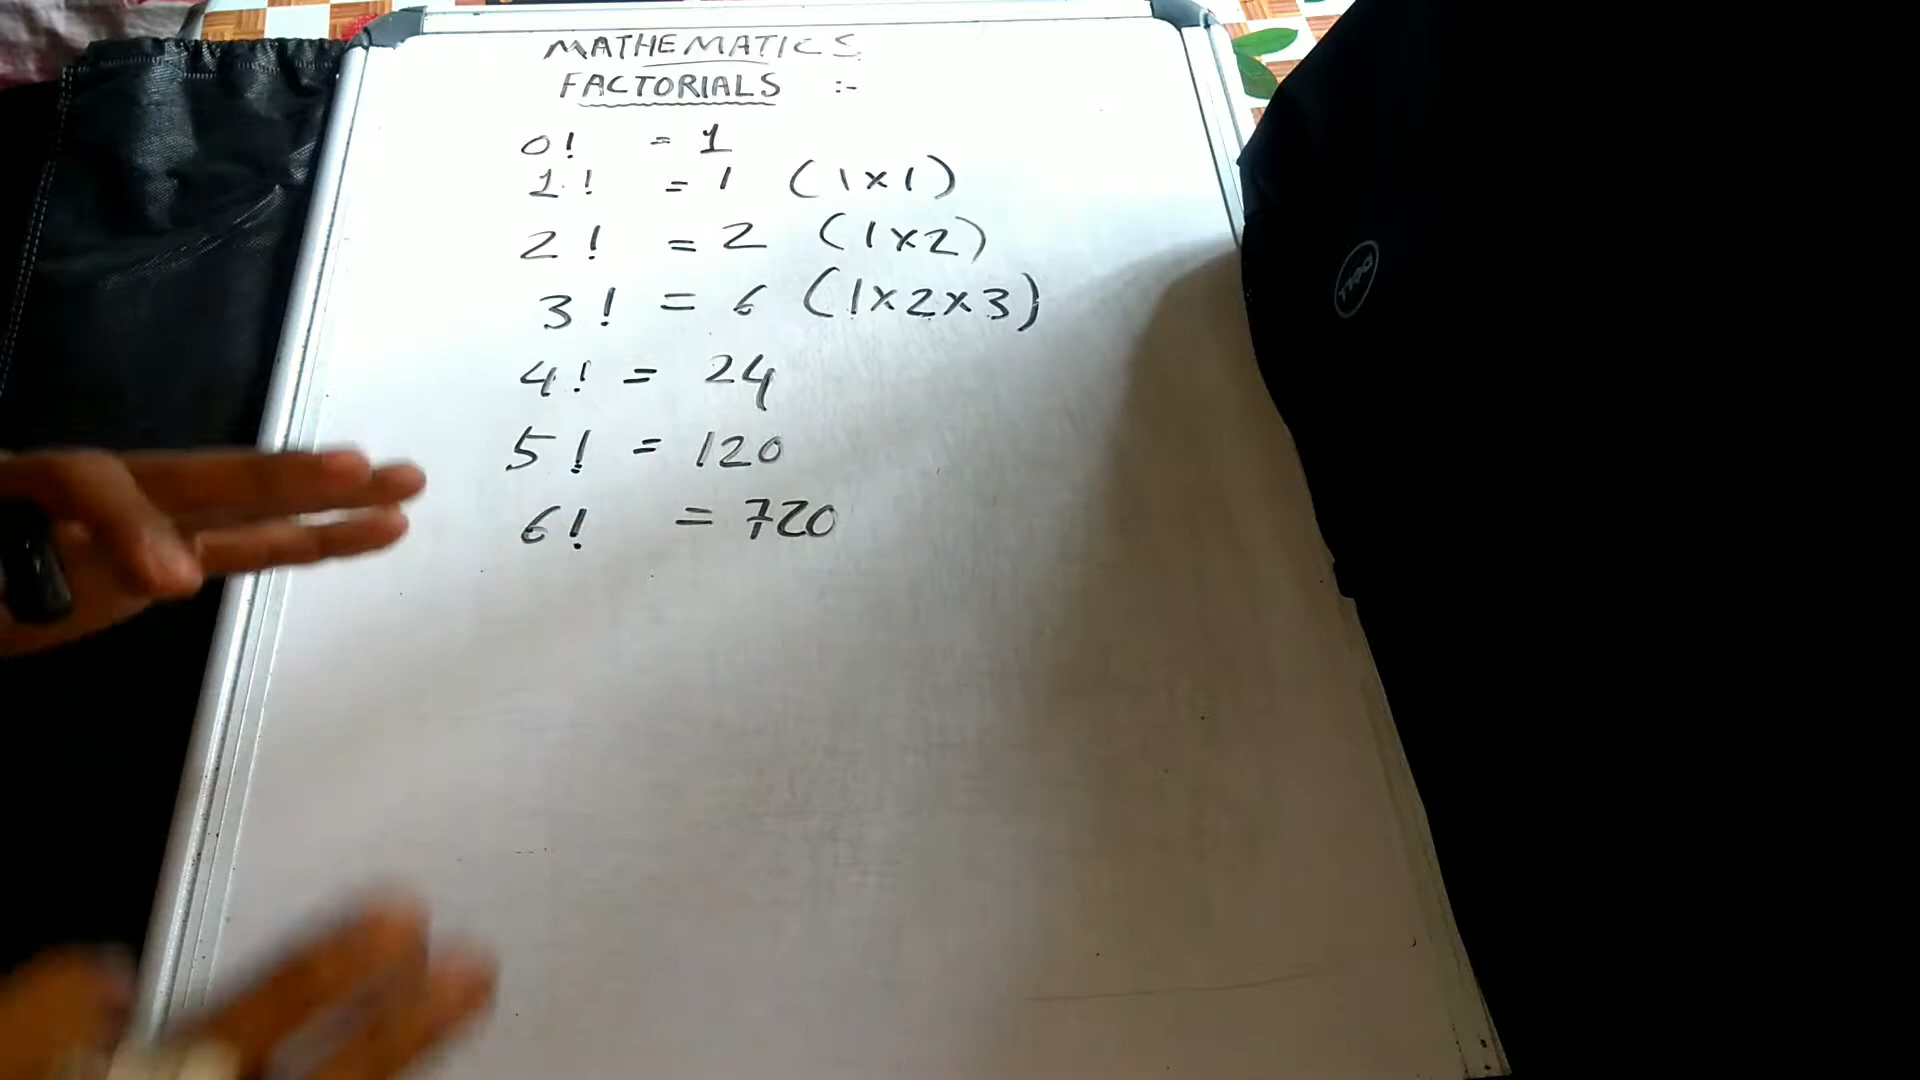 MATHEMATICS
FACTORIALS :-
0! = 1
1! = 1 (1×1)
2! = 2 (1×2)
3! = 6 (1×2×3)
4! = 24
5! = 120
6! = 720
DELL